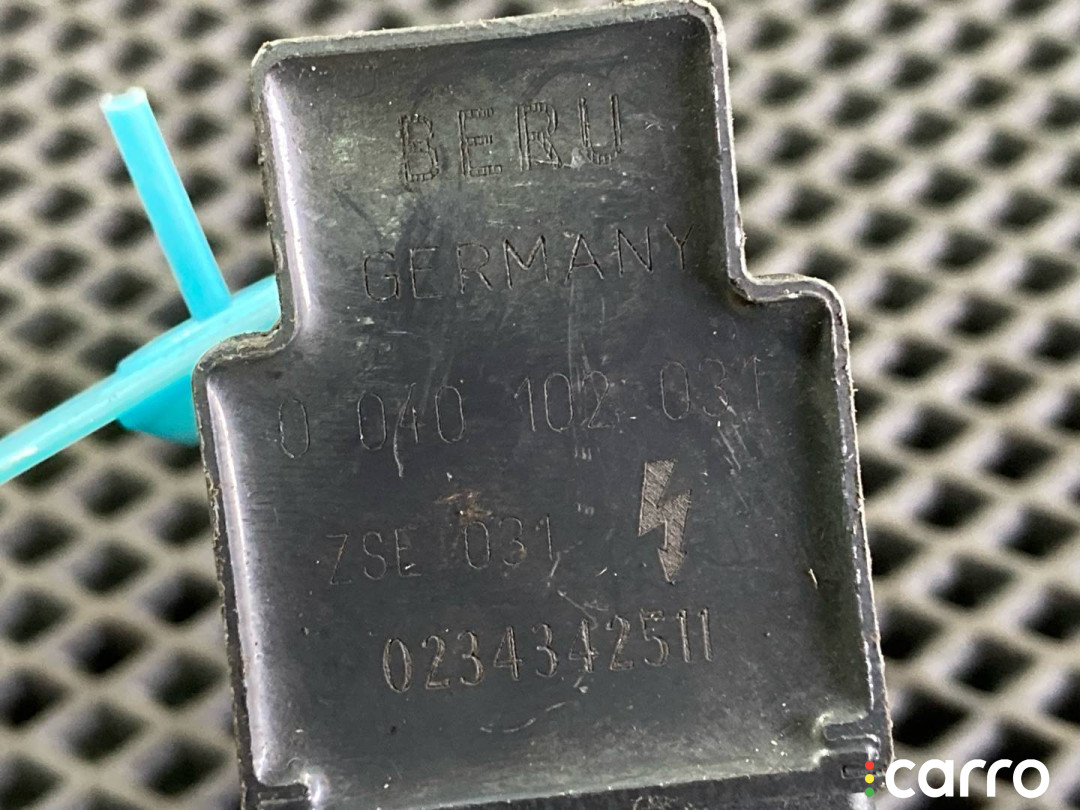 BERU
GERMANY
0 040 102 031
ZSE 031
0234342511
carro